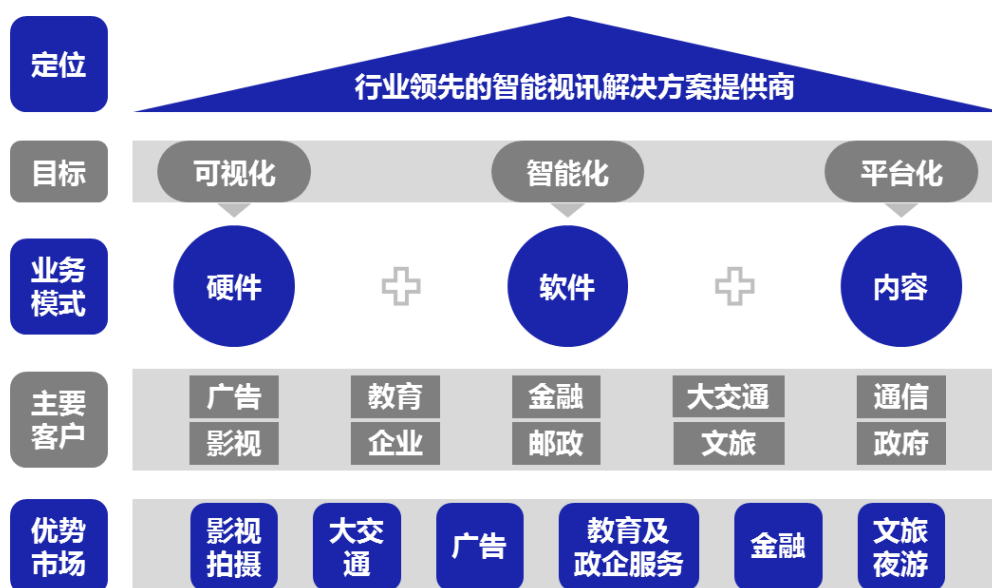 定位
行业领先的智能视讯解决方案提供商
目标
可视化
智能化
平台化
业务
模式
硬件
软件
内容
主要
客户
广告
教育
金融
大交通
通信
影视
企业
邮政
文旅
政府
优势
市场
影视
拍摄
大交
通
广告
教育及
政企服务
金融
文旅
夜游